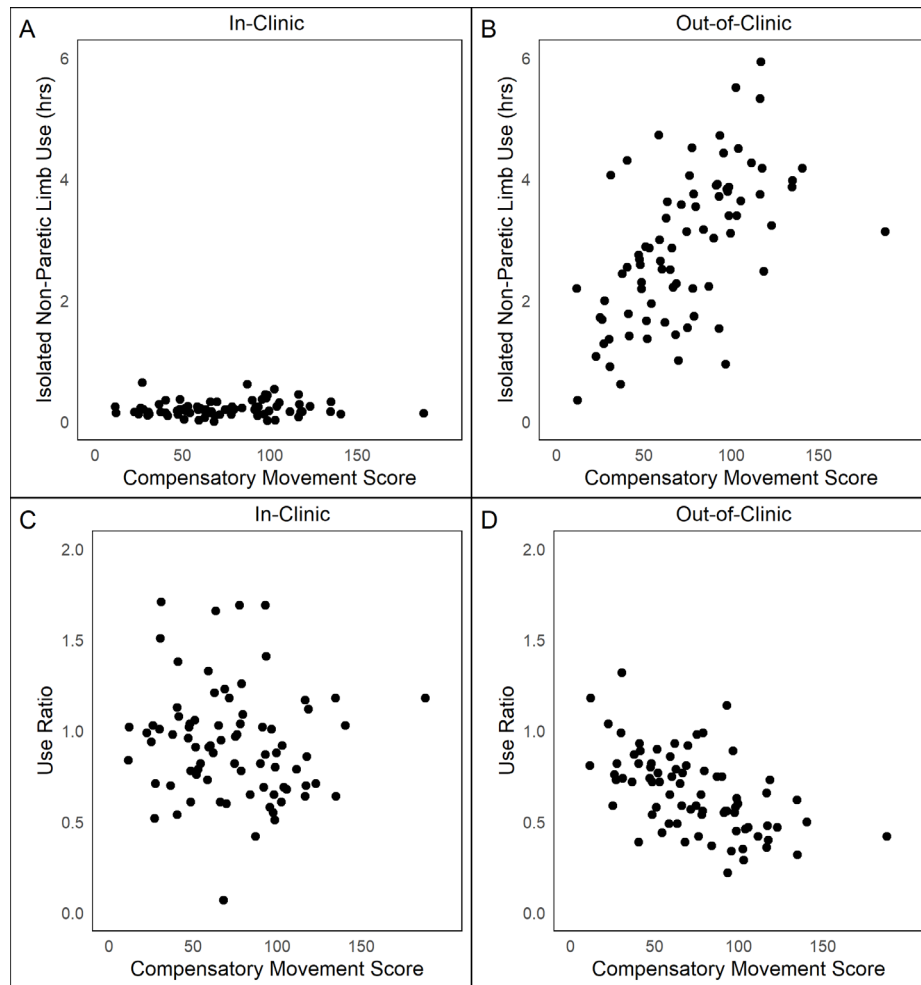 A
In-Clinic
Isolated Non-Paretic Limb Use (hrs)
6
4
2
0
0 50 100 150
Compensatory Movement Score
B
Out-of-Clinic
Isolated Non-Paretic Limb Use (hrs)
6
4
2
0
0 50 100 150
Compensatory Movement Score
C
In-Clinic
Use Ratio
2.0
1.5
1.0
0.5
0.0
0 50 100 150
Compensatory Movement Score
D
Out-of-Clinic
Use Ratio
2.0
1.5
1.0
0.5
0.0
0 50 100 150
Compensatory Movement Score